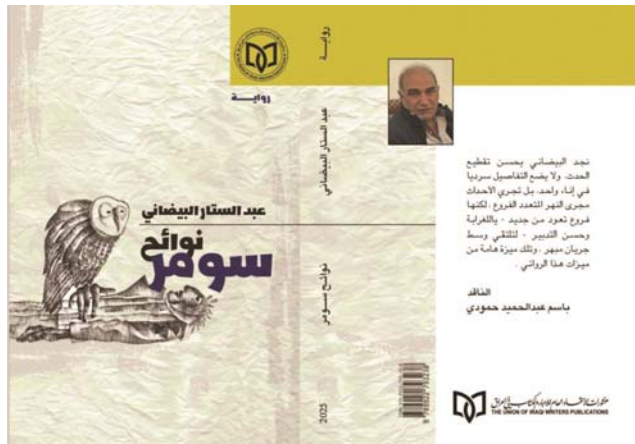 رواية
عبد الستار البيضاني
نوائح
سومر
رواية
عبد الستار البيضاني
نوائح سومر
2025
نجد البيضاني يحسن تقطيع
الحدث، ولا يضع التفاصيل سرديا
في إناء واحد، بل تجري الاحداث
مجرى النهر المتعدد الفروع، لكنها
فروع تعود من جديد - ياللغرابة
وحسن التدبير - لتلتقي وسط
جريان مبهر، وتلك ميزة هامة من
ميزات هذا الروائي.
الناقد
باسم عبدالحميد حمودي
THE UNION OF IRAQI WRITERS PUBLICATIONS